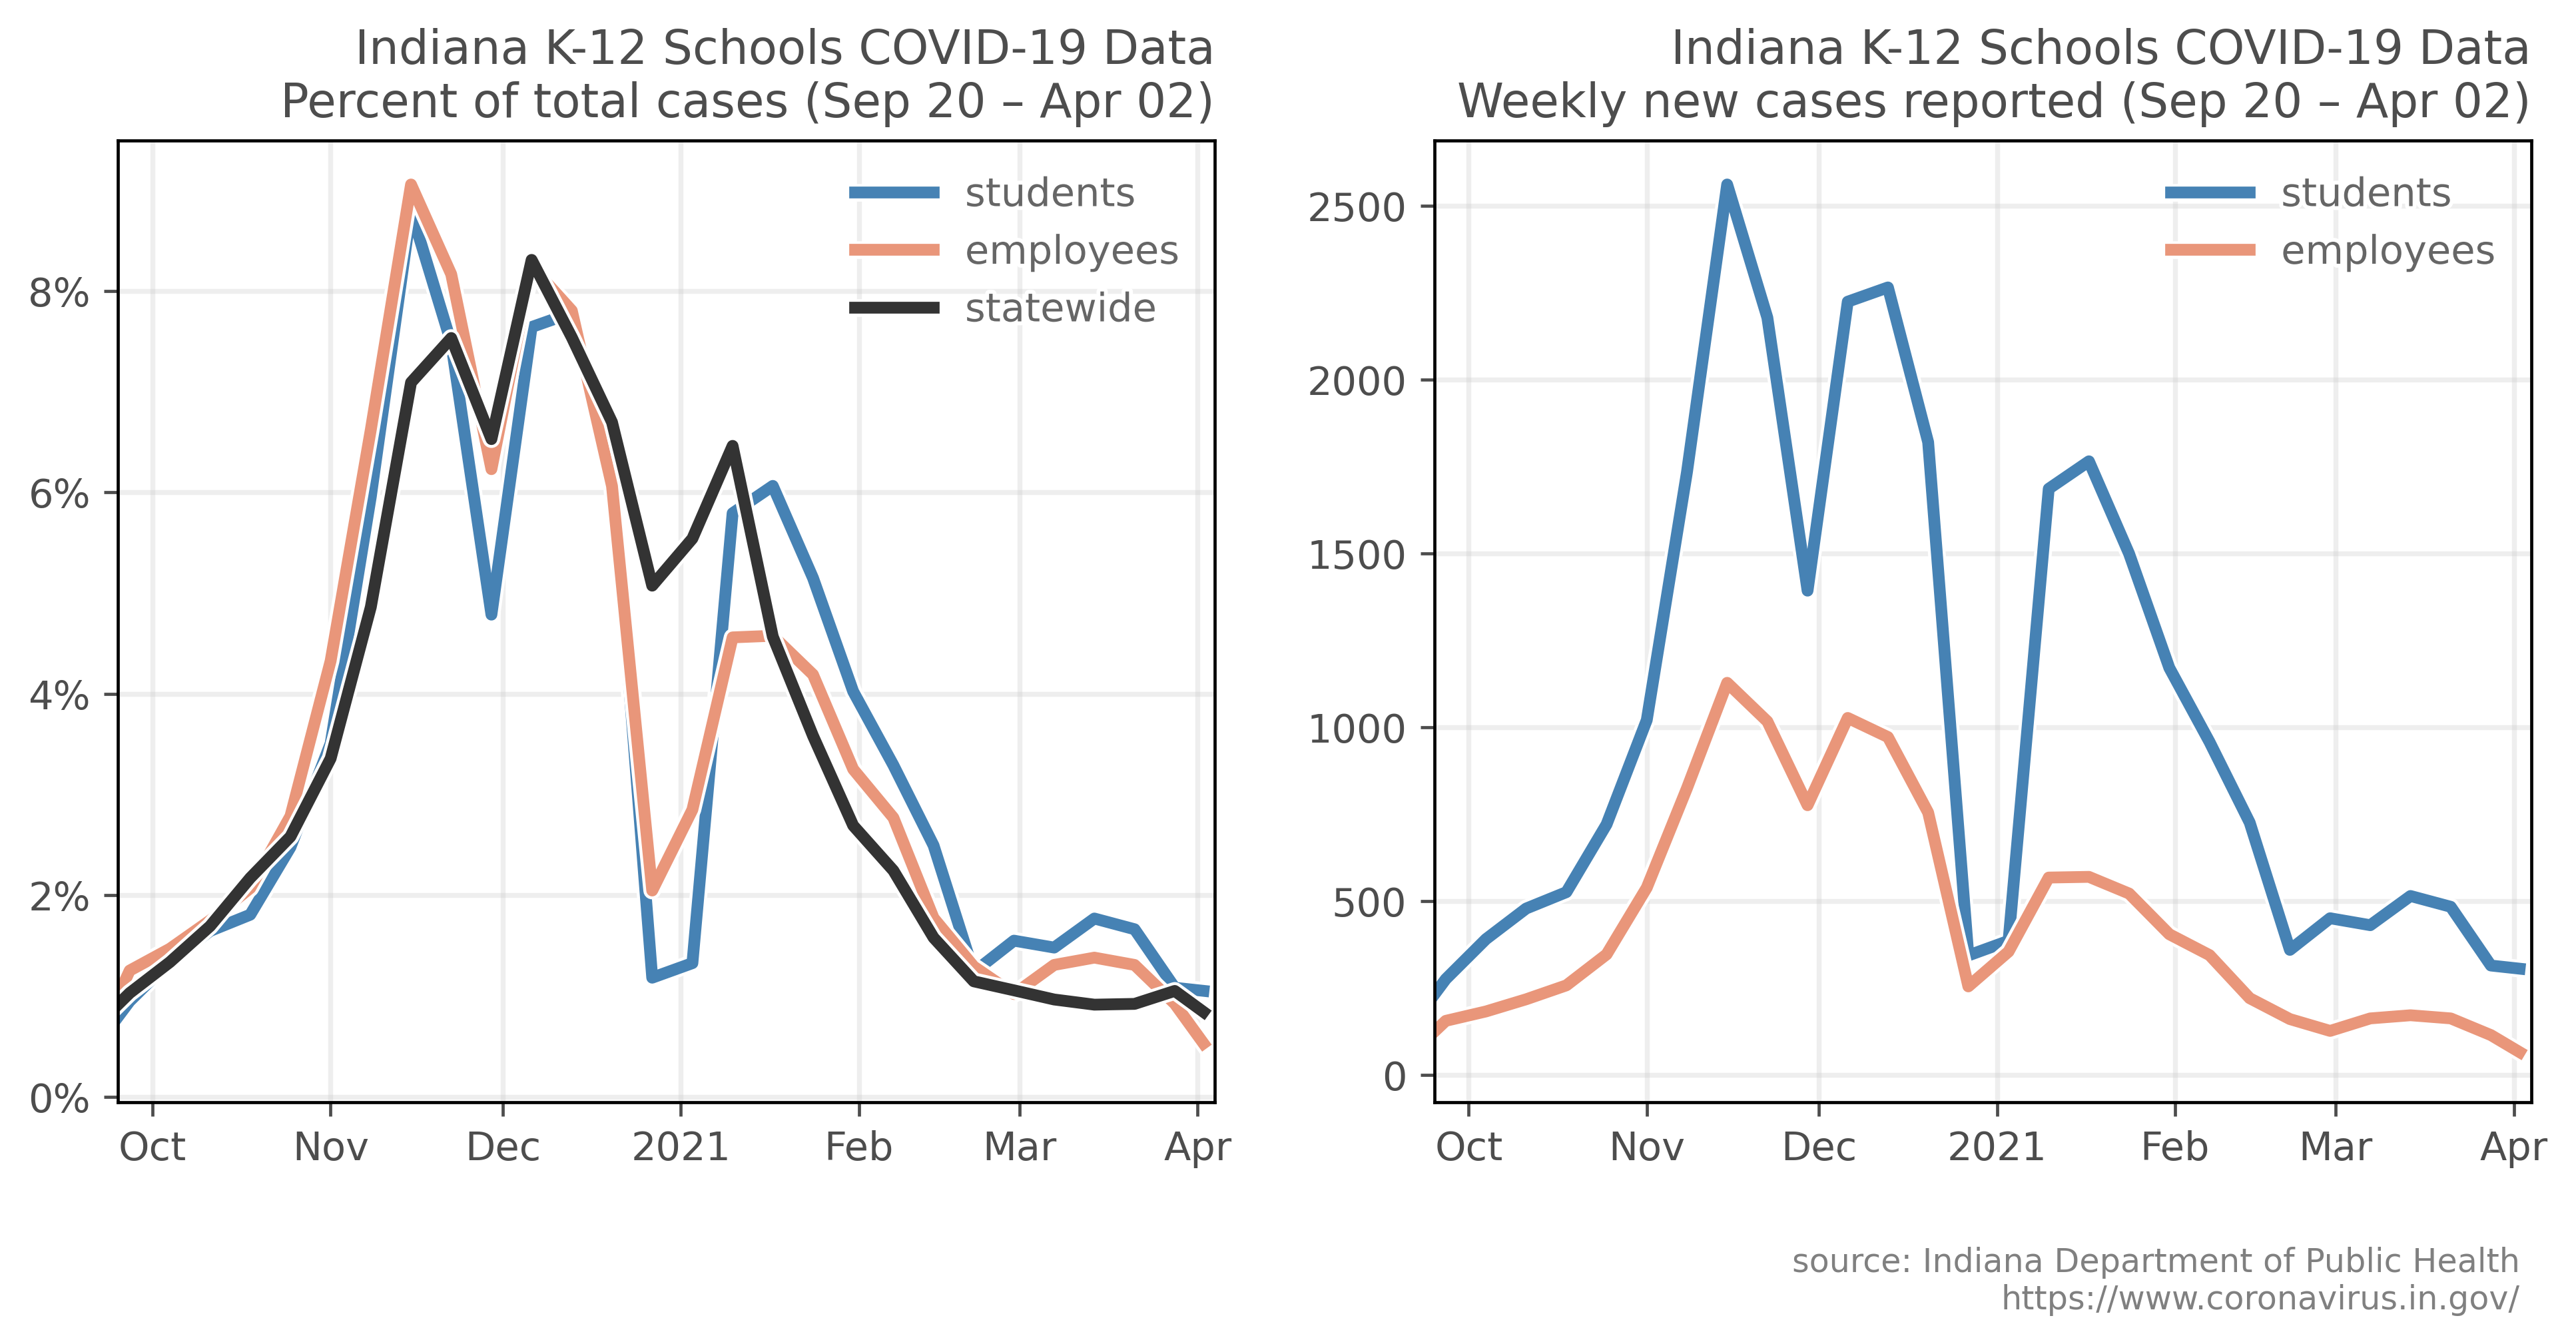 Indiana K-12 Schools COVID-19 Data
Percent of total cases (Sep 20 – Apr 02)
students
employees
statewide
8%
6%
4%
2%
0%
Oct Nov Dec 2021 Feb Mar Apr
Indiana K-12 Schools COVID-19 Data
Weekly new cases reported (Sep 20 – Apr 02)
students
employees
2500
2000
1500
1000
500
0
Oct Nov Dec 2021 Feb Mar Apr
source: Indiana Department of Public Health
https://www.coronavirus.in.gov/